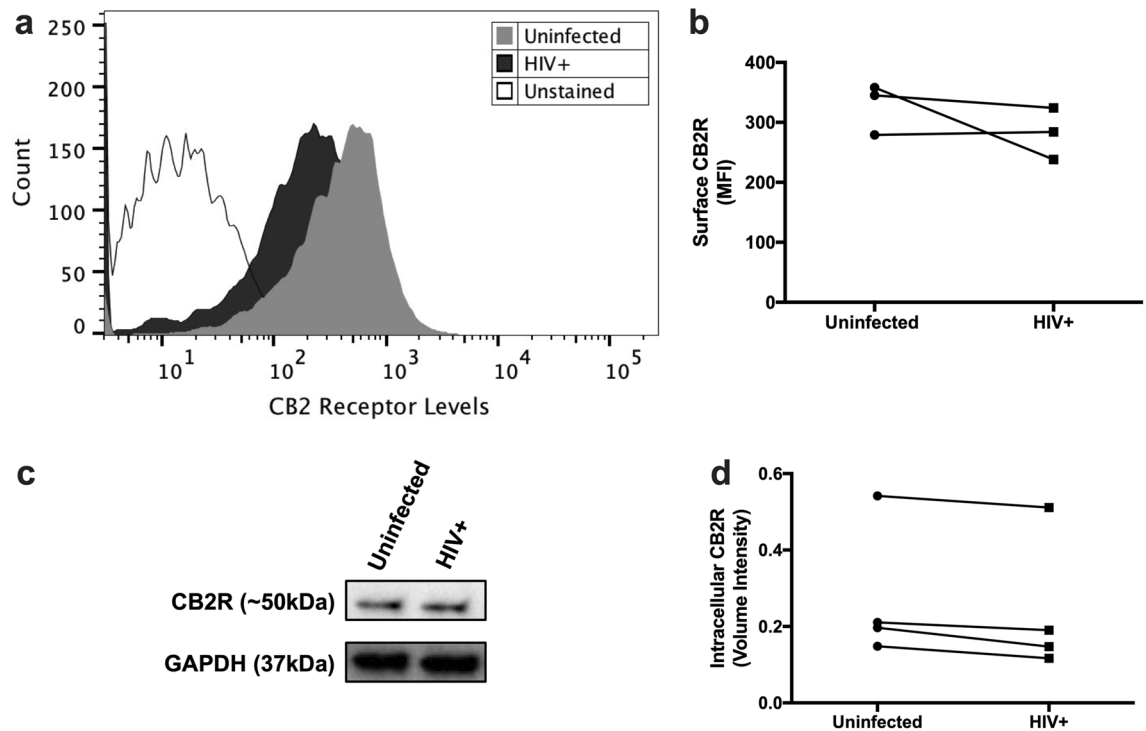 a
250
200
150
100
50
0
Count
10^1
10^2
10^3
10^4
10^5
CB2 Receptor Levels
Uninfected
HIV+
Unstained
b
400
300
200
100
0
Surface CB2R
(MFI)
Uninfected
HIV+
c
Uninfected
HIV+
CB2R (~50kDa)
GAPDH (37kDa)
d
0.6
0.4
0.2
0.0
Intracellular CB2R
(Volume Intensity)
Uninfected
HIV+